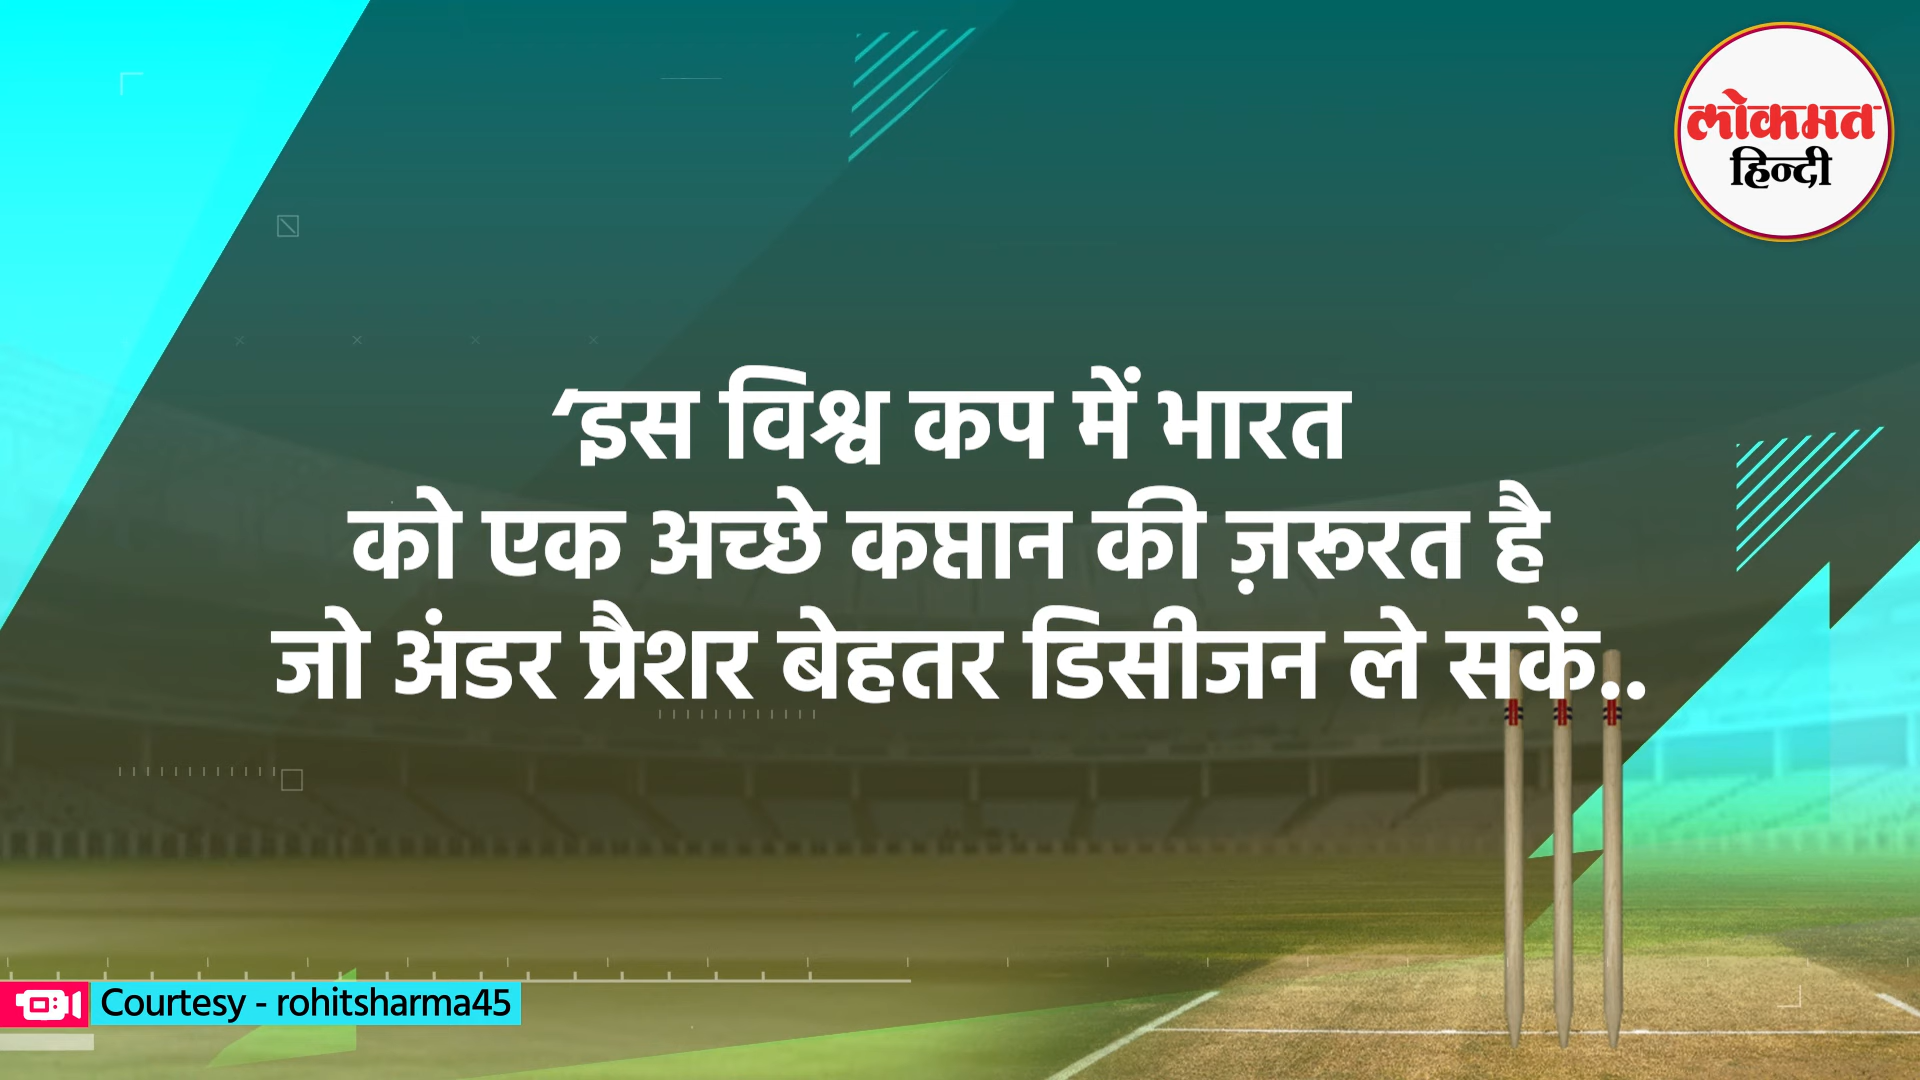 लोकमत
हिन्दी
‘इस विश्व कप में भारत
को एक अच्छे कप्तान की ज़रूरत है
जो अंडर प्रैशर बेहतर डिसीजन ले सकें..
Courtesy - rohitsharma45